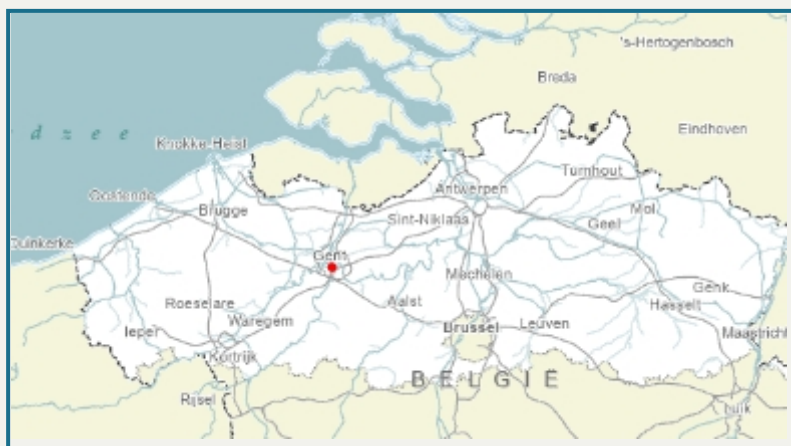 's-Hertogenbosch
Breda
d z e e
Eindhoven
Knokke-Heist
Turnhout
Antwerpen
Oostende
Brugge
Mol
Sint-Niklaas
Geel
Duinkerke
Gent
Mechelen
Genk
Roeselare
Aalst
Hasselt
Ieper
Waregem
Brussel
Leuven
Maastricht
Kortrijk
BELGIË
Rijsel
Luik